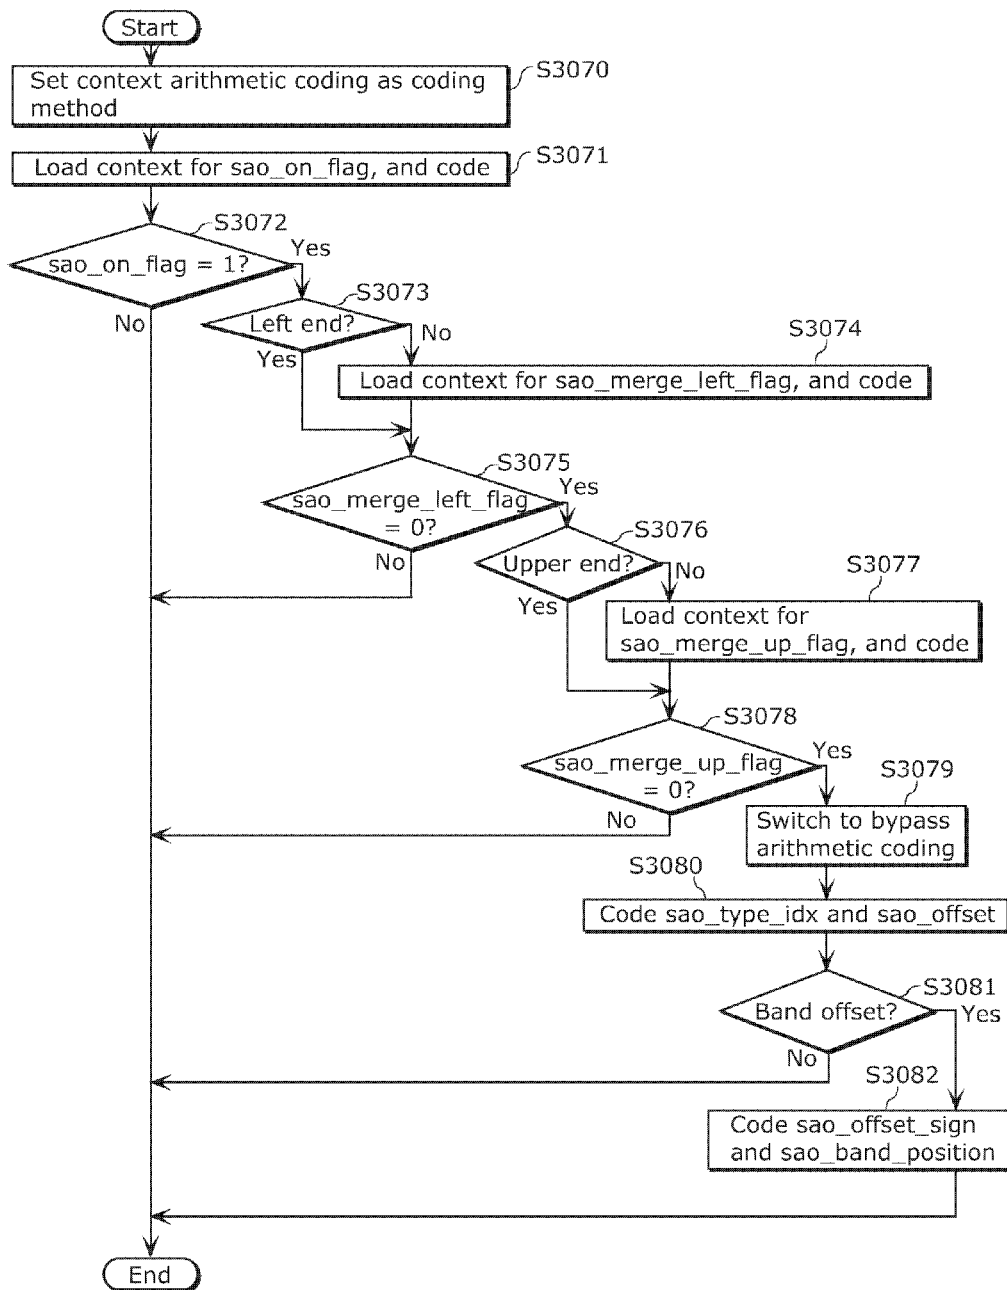 Start
S3070
Set context arithmetic coding as coding
method
S3071
Load context for sao_on_flag, and code
S3072
sao_on_flag = 1?
Yes
No
S3073
Left end?
No
Yes
S3074
Load context for sao_merge_left_flag, and code
S3075
sao_merge_left_flag
= 0?
Yes
No
S3076
Upper end?
No
Yes
S3077
Load context for
sao_merge_up_flag, and code
S3078
sao_merge_up_flag
= 0?
Yes
No
S3079
Switch to bypass
arithmetic coding
S3080
Code sao_type_idx and sao_offset
S3081
Band offset?
Yes
No
S3082
Code sao_offset_sign
and sao_band_position
End